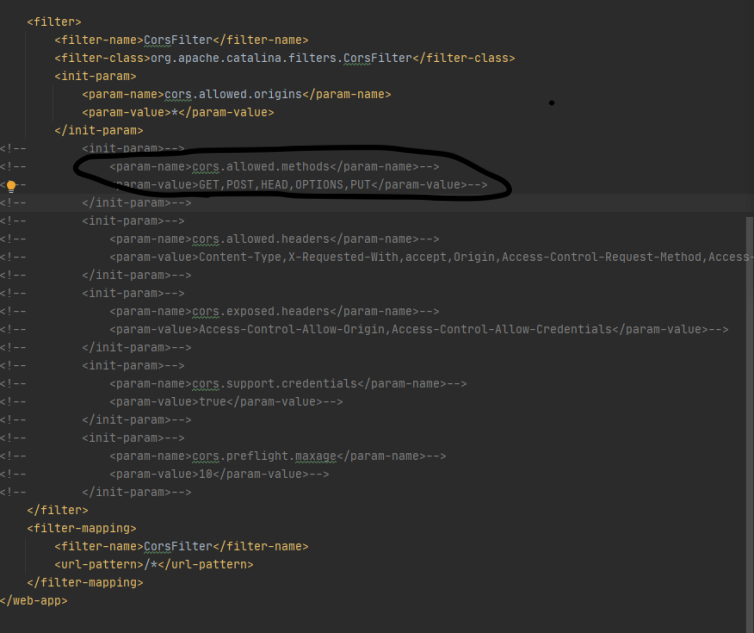 <filter>
<filter-name>CorsFilter</filter-name>
<filter-class>org.apache.catalina.filters.CorsFilter</filter-class>
<init-param>
<param-name>cors.allowed.origins</param-name>
<param-value>*</param-value>
</init-param>
<!-- <init-param>-->
<!-- <param-name>cors.allowed.methods</param-name>-->
<param-value>GET,POST,HEAD,OPTIONS,PUT</param-value>-->
<!-- </init-param>-->
<!-- <init-param>-->
<!-- <param-name>cors.allowed.headers</param-name>-->
<!-- <param-value>Content-Type,X-Requested-With,accept,Origin,Access-Control-Request-Method,Access-
<!-- </init-param>-->
<!-- <init-param>-->
<!-- <param-name>cors.exposed.headers</param-name>-->
<!-- <param-value>Access-Control-Allow-Origin,Access-Control-Allow-Credentials</param-value>-->
<!-- </init-param>-->
<!-- <init-param>-->
<!-- <param-name>cors.support.credentials</param-name>-->
<!-- <param-value>true</param-value>-->
<!-- </init-param>-->
<!-- <init-param>-->
<!-- <param-name>cors.preflight.maxage</param-name>-->
<!-- <param-value>10</param-value>-->
<!-- </init-param>-->
</filter>
<filter-mapping>
<filter-name>CorsFilter</filter-name>
<url-pattern>/*</url-pattern>
</filter-mapping>
</web-app>